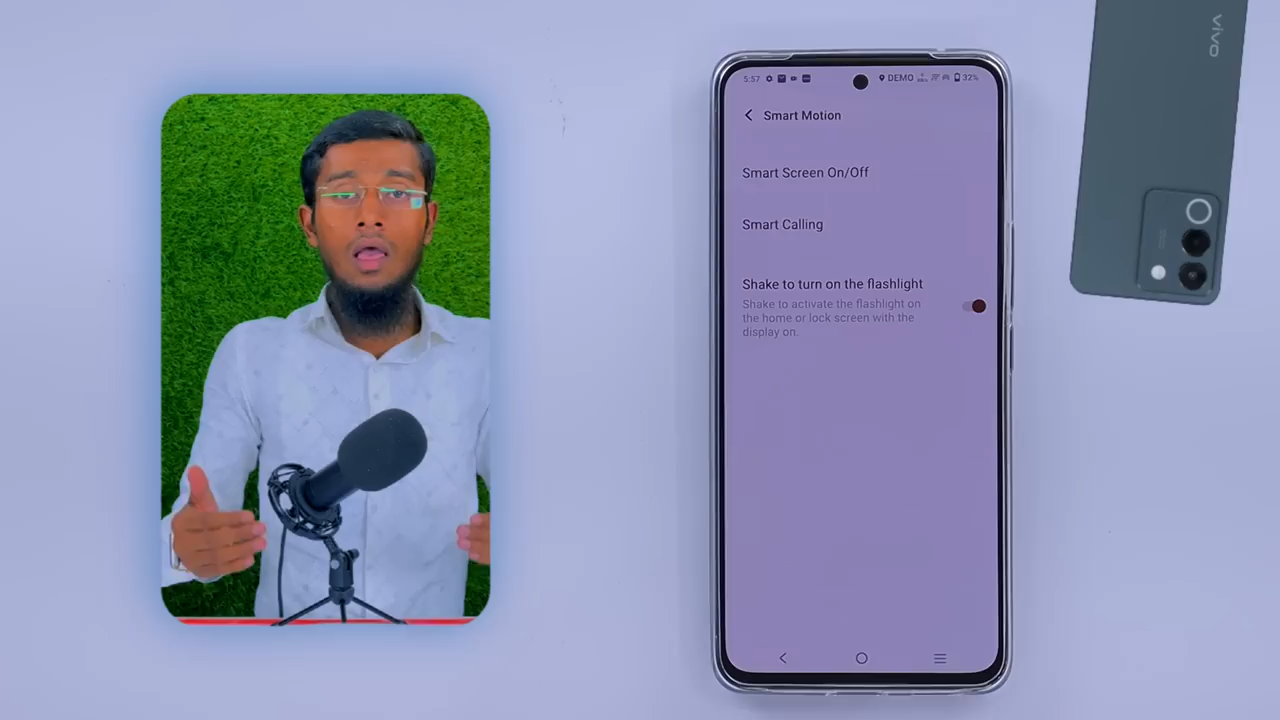 vivo
5:57 DEMO 32%
Smart Motion
Smart Screen On/Off
Smart Calling
Shake to turn on the flashlight
Shake to activate the flashlight on
the home or lock screen with the
display on.